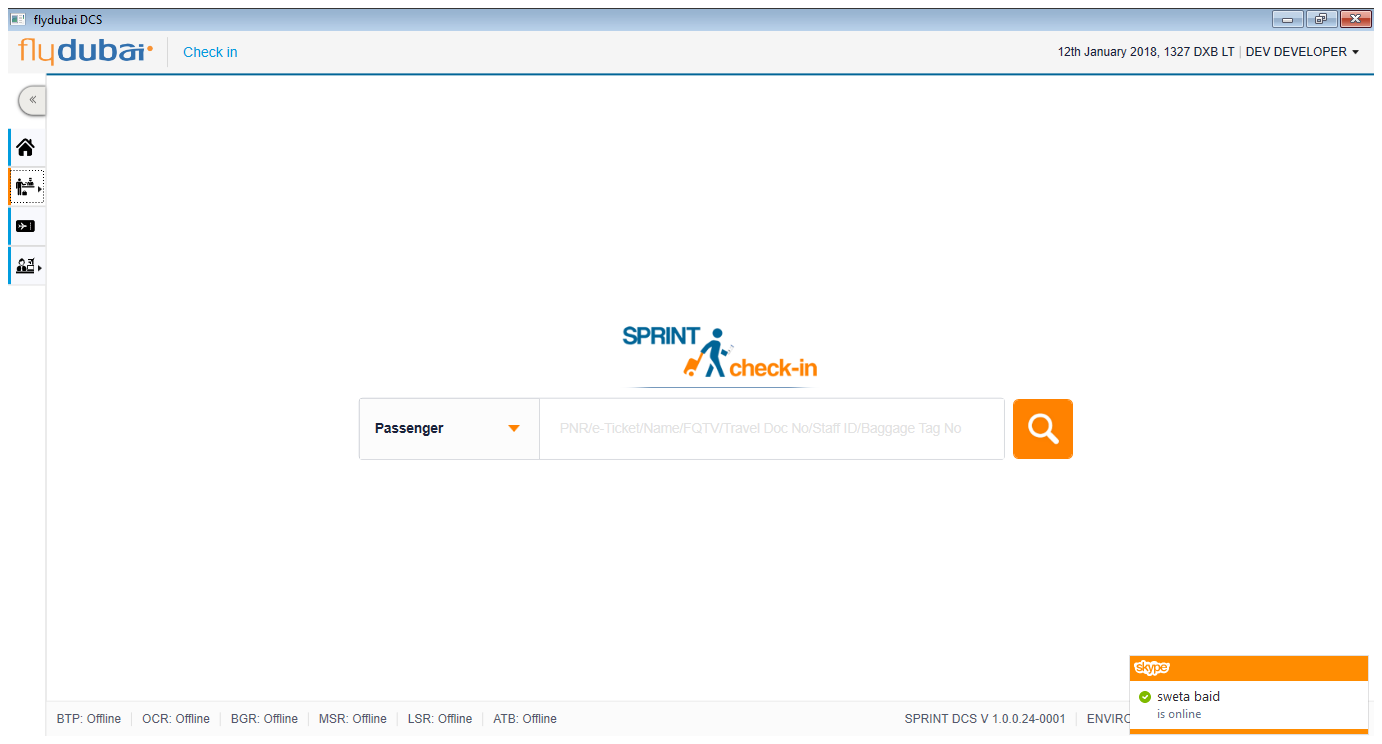 flydubai DCS
flydubai
Check in
12th January 2018, 1327 DXB LT | DEV DEVELOPER
SPRINT
check-in
Passenger
PNR/e-Ticket/Name/FQTV/Travel Doc No/Staff ID/Baggage Tag No
skype
sweta baid
is online
BTP: Offline
OCR: Offline
BGR: Offline
MSR: Offline
LSR: Offline
ATB: Offline
SPRINT DCS V 1.0.0.24-0001
ENVIRO